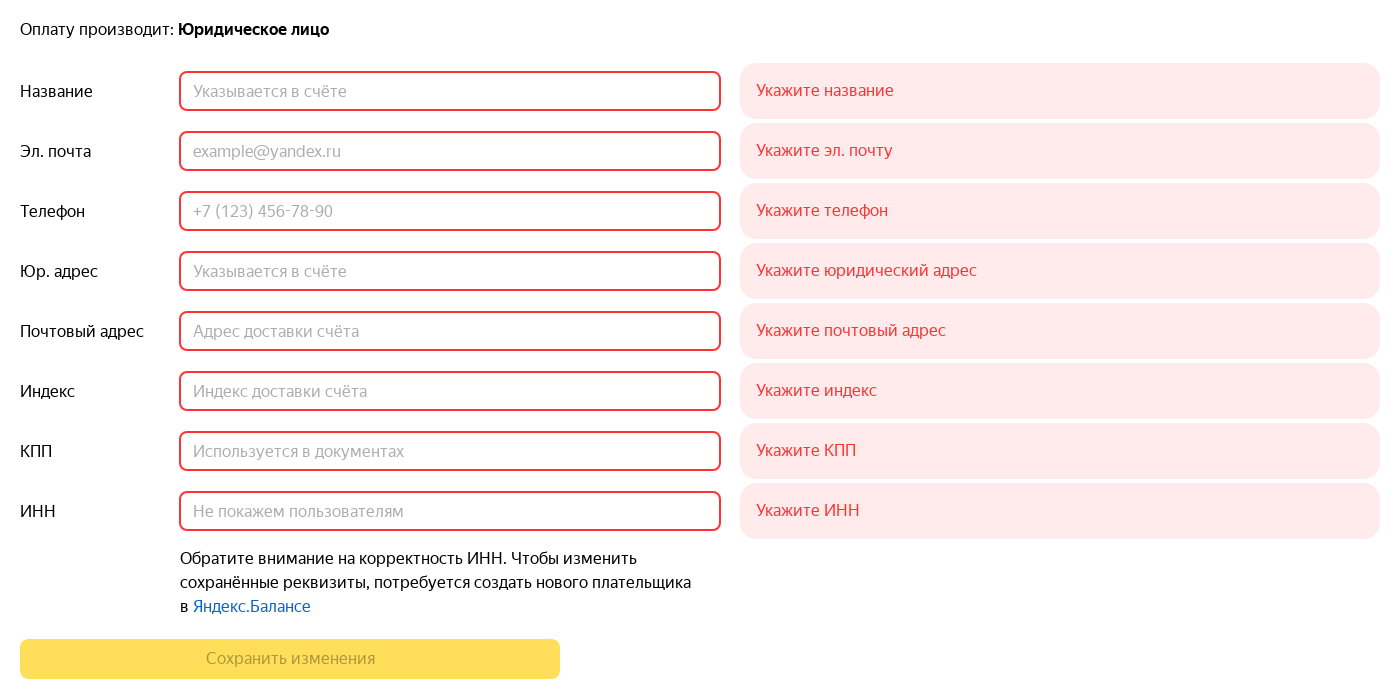 Оплату производит: Юридическое лицо
Название Указывается в счёте Укажите название
Эл. почта example@yandex.ru Укажите эл. почту
Телефон +7 (123) 456-78-90 Укажите телефон
Юр. адрес Указывается в счёте Укажите юридический адрес
Почтовый адрес Адрес доставки счёта Укажите почтовый адрес
Индекс Индекс доставки счёта Укажите индекс
КПП Используется в документах Укажите КПП
ИНН Не покажем пользователям Укажите ИНН
Обратите внимание на корректность ИНН. Чтобы изменить
сохранённые реквизиты, потребуется создать нового плательщика
в Яндекс.Балансе
Сохранить изменения